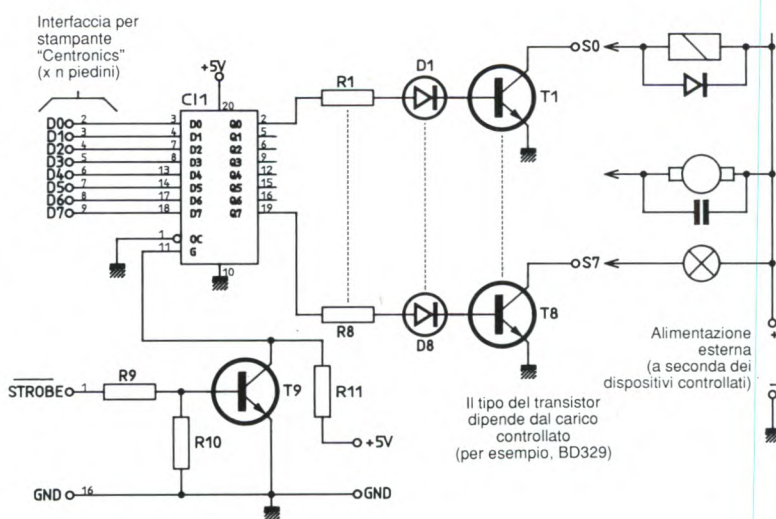 Interfaccia per
stampante
"Centronics"
(x n piedini)
+5V
CI1
20
D0 2 3 D0 Q0 2
D1 3 4 D1 Q1 5
D2 4 7 D2 Q2 6
D3 5 8 D3 Q3 9
D4 6 13 D4 Q4 12
D5 7 14 D5 Q5 15
D6 8 17 D6 Q6 16
D7 9 18 D7 Q7 19
1 OC
11 G
10
R1
D1
T1
S0
R8
D8
T8
S7
STROBE 1
R9
R10
T9
R11
+5V
GND 16
GND
Il tipo del transistor
dipende dal carico
controllato
(per esempio, BD329)
Alimentazione
esterna
(a seconda dei
dispositivi controllati)
+
–